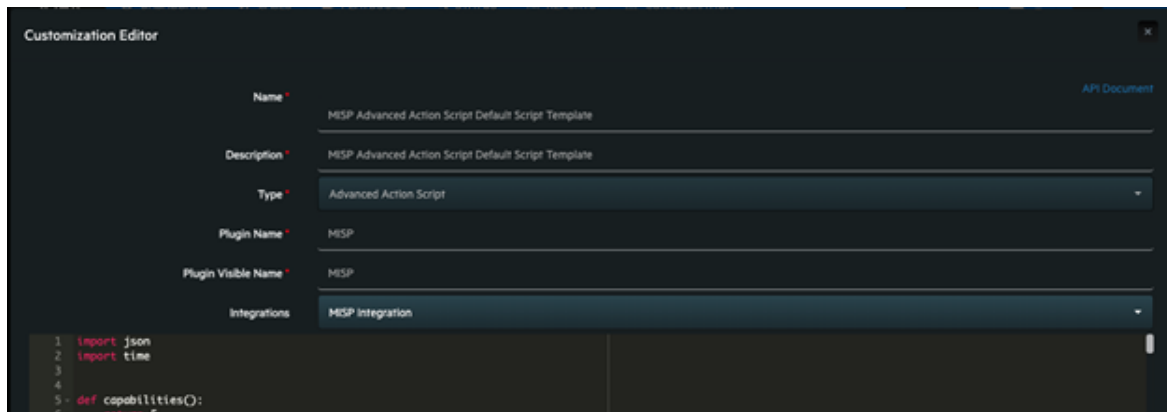 Customization Editor
×
API Document
Name *
MISP Advanced Action Script Default Script Template
Description *
MISP Advanced Action Script Default Script Template
Type *
Advanced Action Script
Plugin Name *
MISP
Plugin Visible Name *
MISP
Integrations
MISP Integration
1 import json
2 import time
3
4
5 - def capabilities():